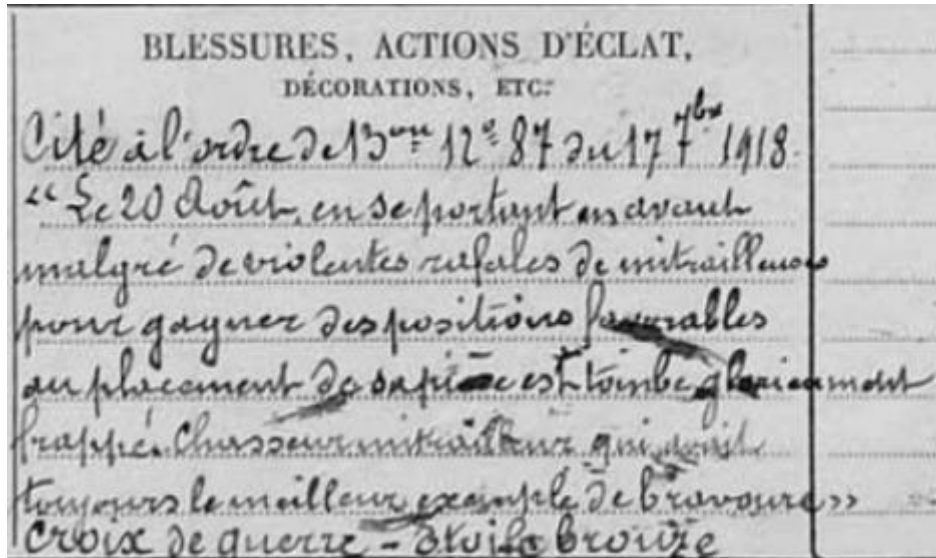 BLESSURES, ACTIONS D'ÉCLAT,
DÉCORATIONS, ETC.
Cité à l'ordre de 13ème N° 87 du 17 7bre 1918.
"Le 20 Août, en se portant en avant
malgré de violentes rafales de mitrailleuses
pour gagner des positions favorables
au placement de sa pièce est tombé glorieusement
frappé. Chasseur mitrailleur qui avait
toujours le meilleur exemple de bravoure"
Croix de guerre - Etoile bronze